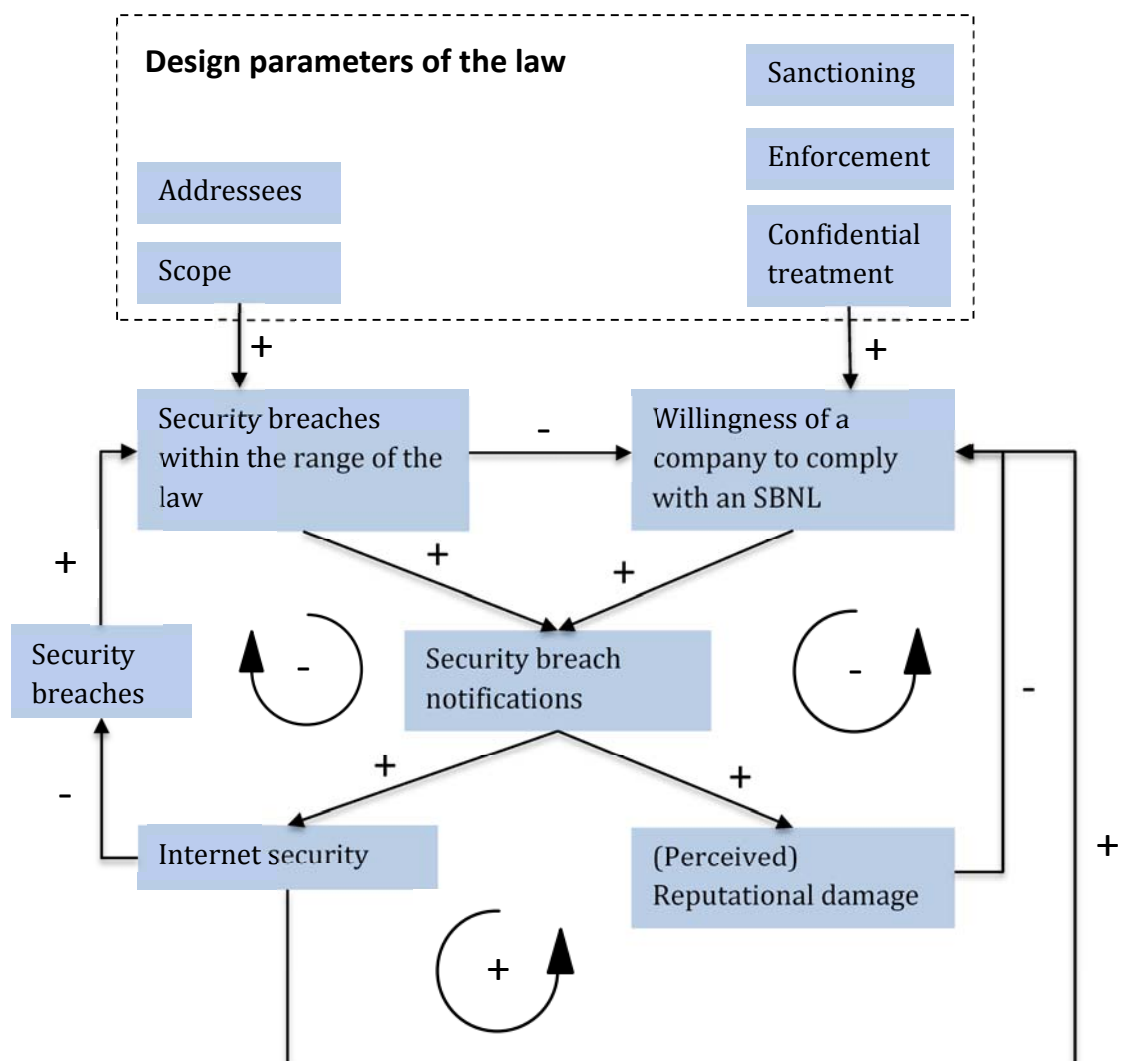 Design parameters of the law
Sanctioning
Enforcement
Addressees
Confidential
treatment
Scope
+
+
Security breaches
within the range of the
law
-
Willingness of a
company to comply
with an SBNL
+
+
+
Security
breaches
-
Security breach
notifications
-
-
+
+
-
Internet security
(Perceived)
Reputational damage
+
+